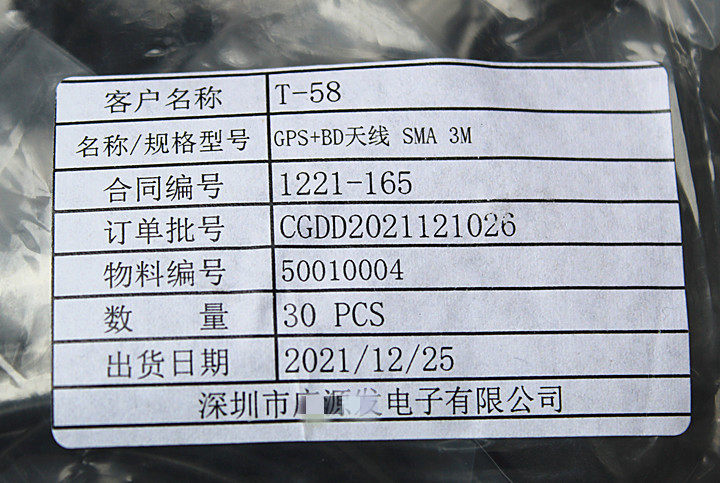 客户名称 T-58
名称/规格型号 GPS+BD天线 SMA 3M
合同编号 1221-165
订单批号 CGDD2021121026
物料编号 50010004
数 量 30 PCS
出货日期 2021/12/25
深圳市 源发电子有限公司